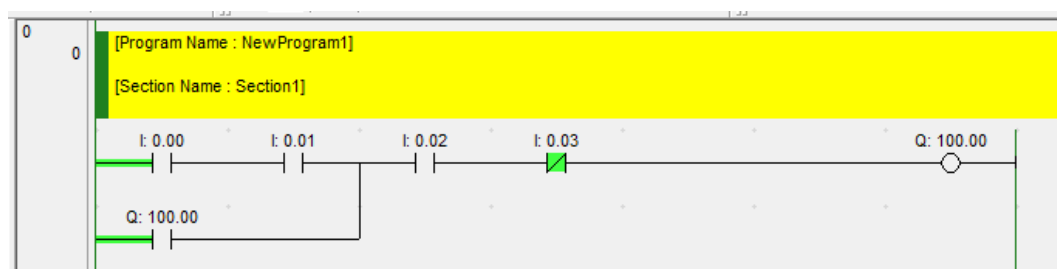 0
0
[Program Name : NewProgram1]
[Section Name : Section1]
I: 0.00 I: 0.01 I: 0.02 I: 0.03 Q: 100.00
Q: 100.00